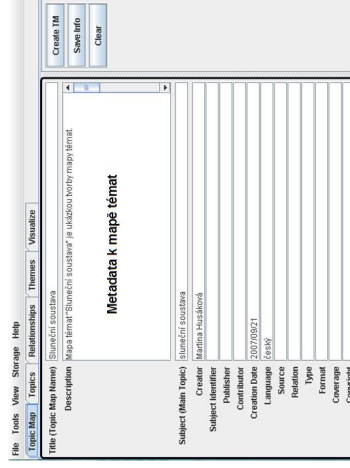 File Tools View Storage Help
Topic Map Topics Relationships Themes Visualize
Title (Topic Map Name) Sluneční soustava
Create TM
Description Mapa témat "Sluneční soustava" je ukázkou tvorby mapy témat.
Save Info
Clear
Metadata k mapě témat
Subject (Main Topic) sluneční soustava
Creator Martina Husáková
Subject Identifier
Publisher
Contributor
Creation Date 2007/09/21
Language český
Source
Relation
Type
Format
Coverage
Copyright